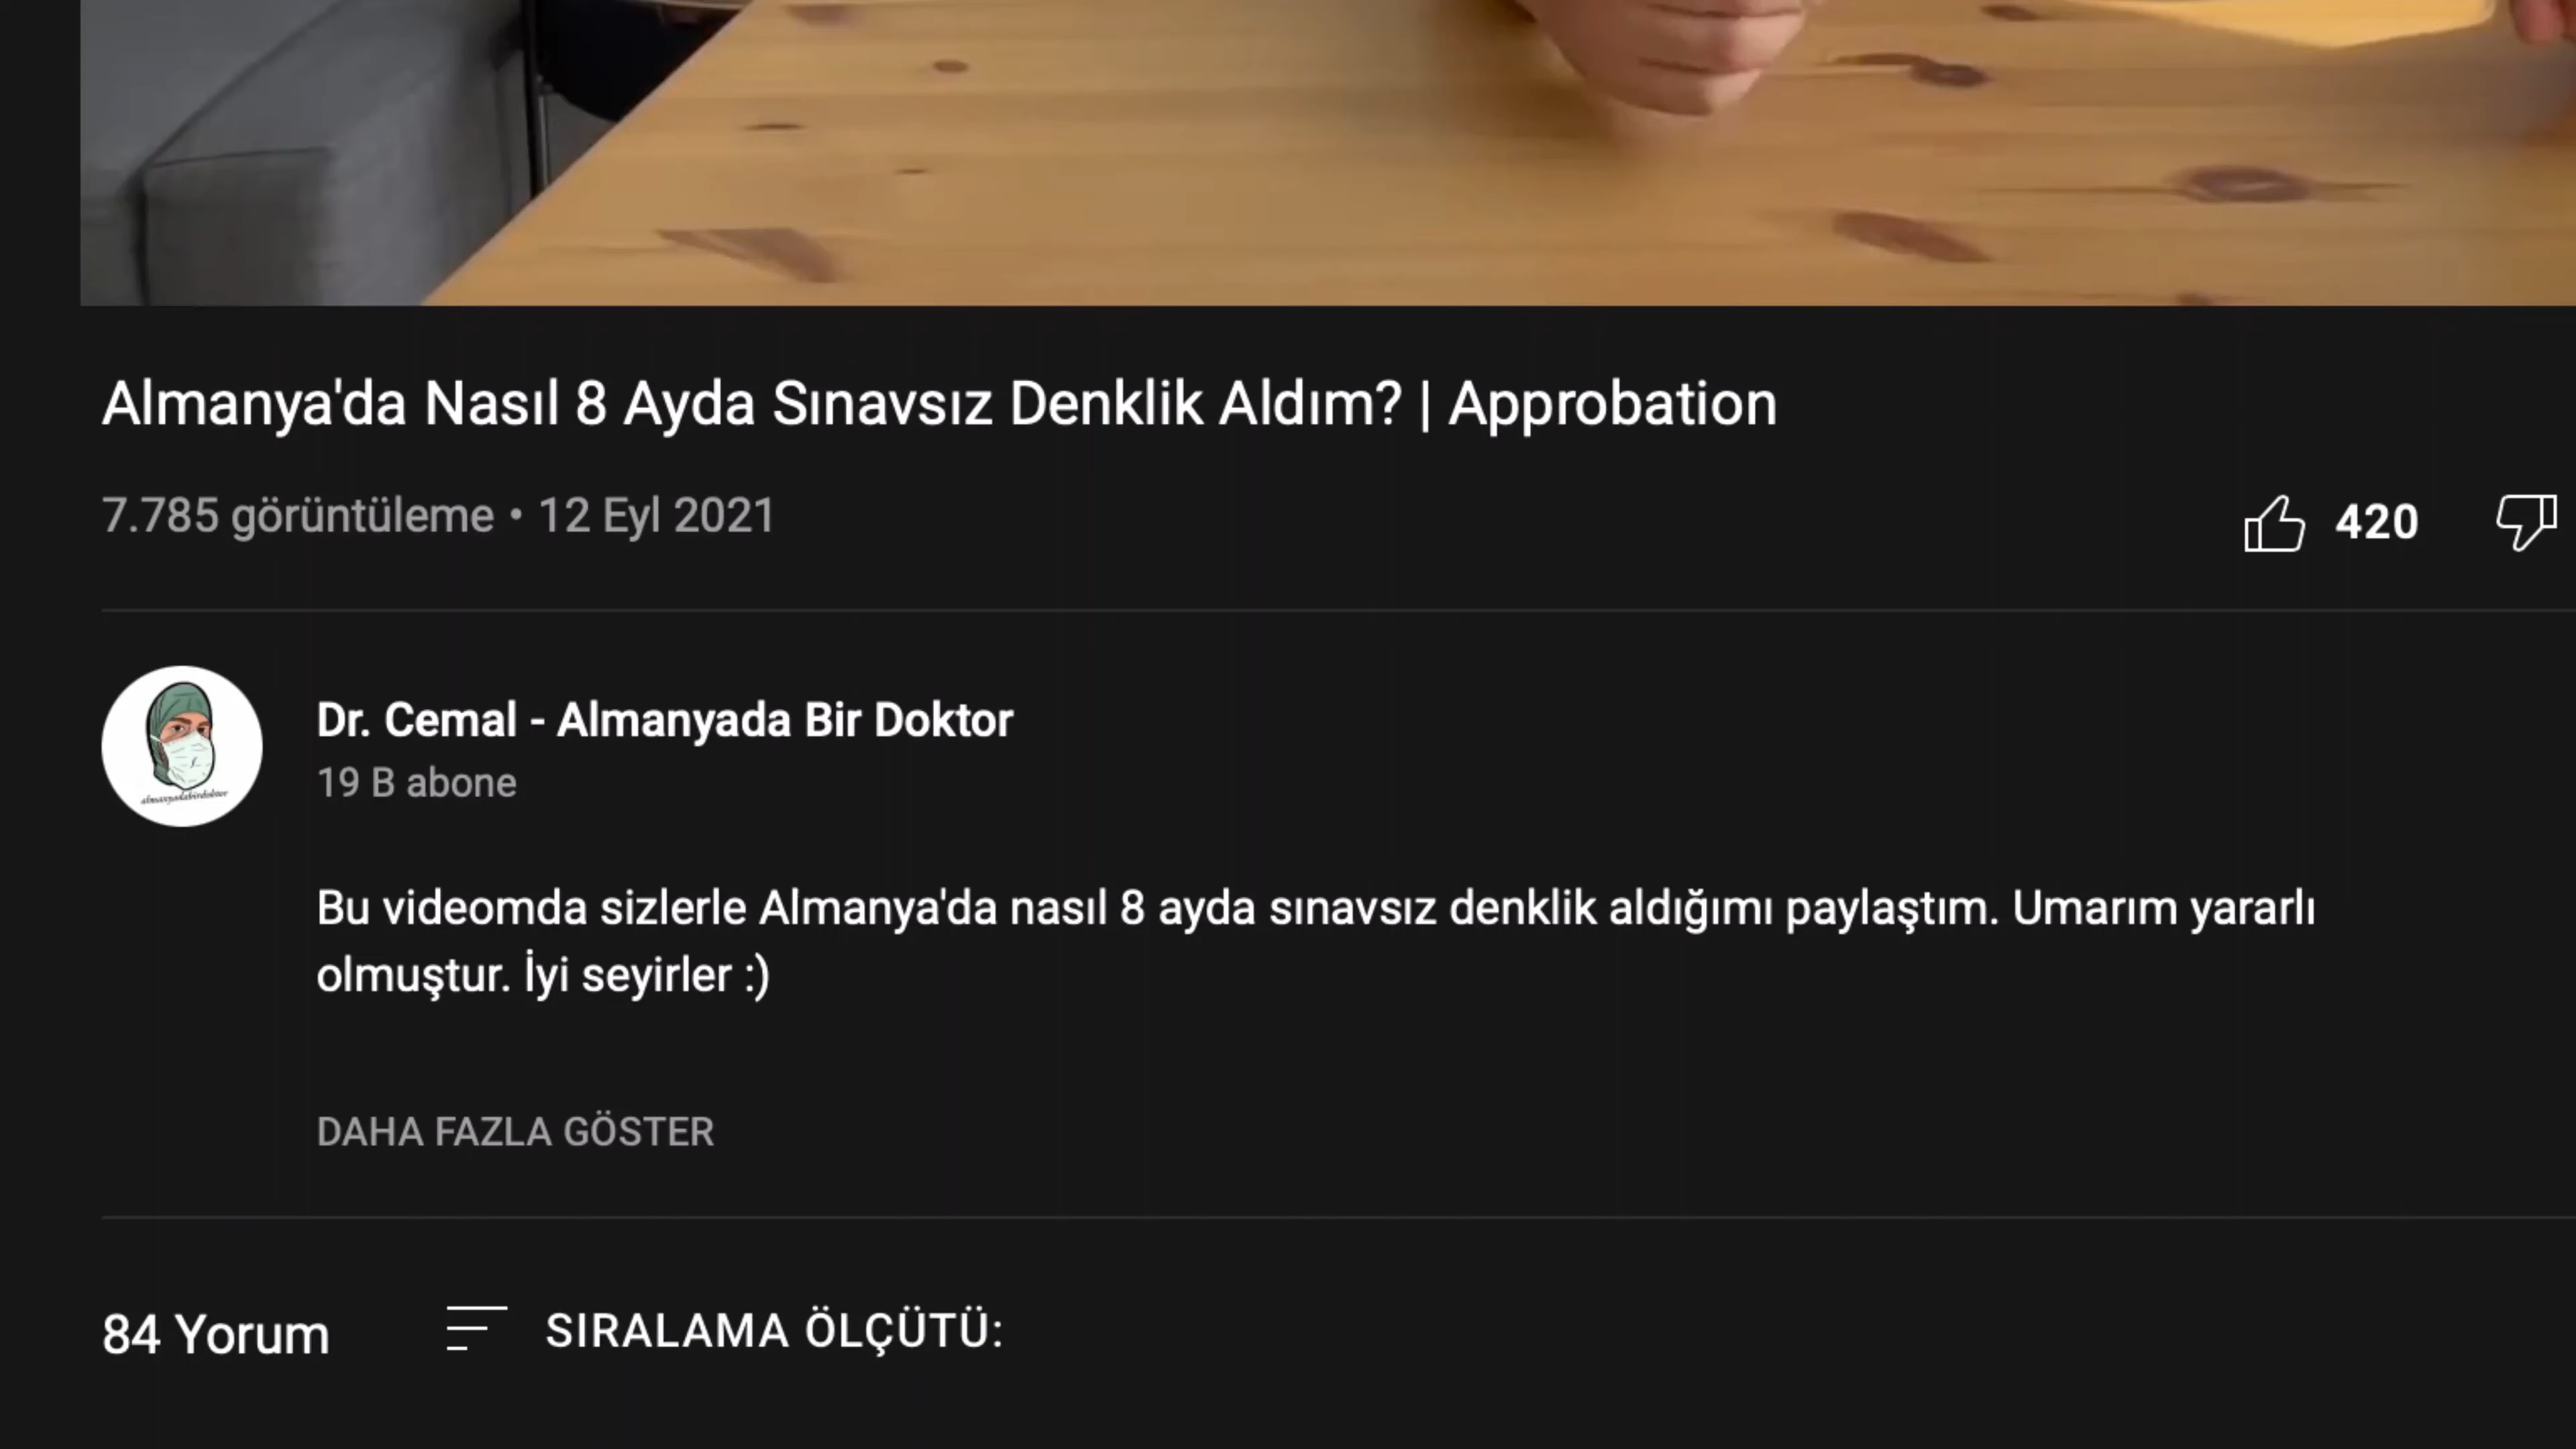 Almanya'da Nasıl 8 Ayda Sınavsız Denklik Aldım? | Approbation
7.785 görüntüleme • 12 Eyl 2021
420
Dr. Cemal - Almanyada Bir Doktor
19 B abone
almanyadabirdoktor
Bu videomda sizlerle Almanya'da nasıl 8 ayda sınavsız denklik aldığımı paylaştım. Umarım yararlı
olmuştur. İyi seyirler :)
DAHA FAZLA GÖSTER
84 Yorum
SIRALAMA ÖLÇÜTÜ: